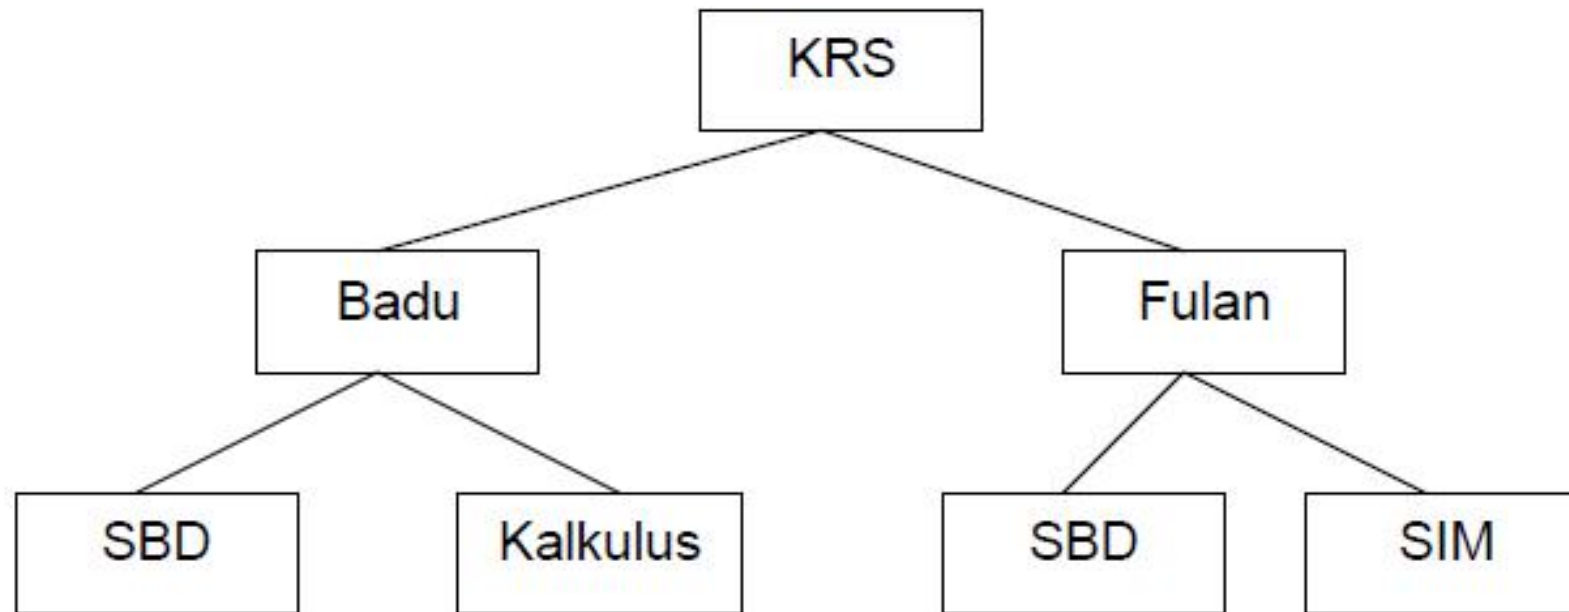 KRS
Badu
Fulan
SBD
Kalkulus
SBD
SIM